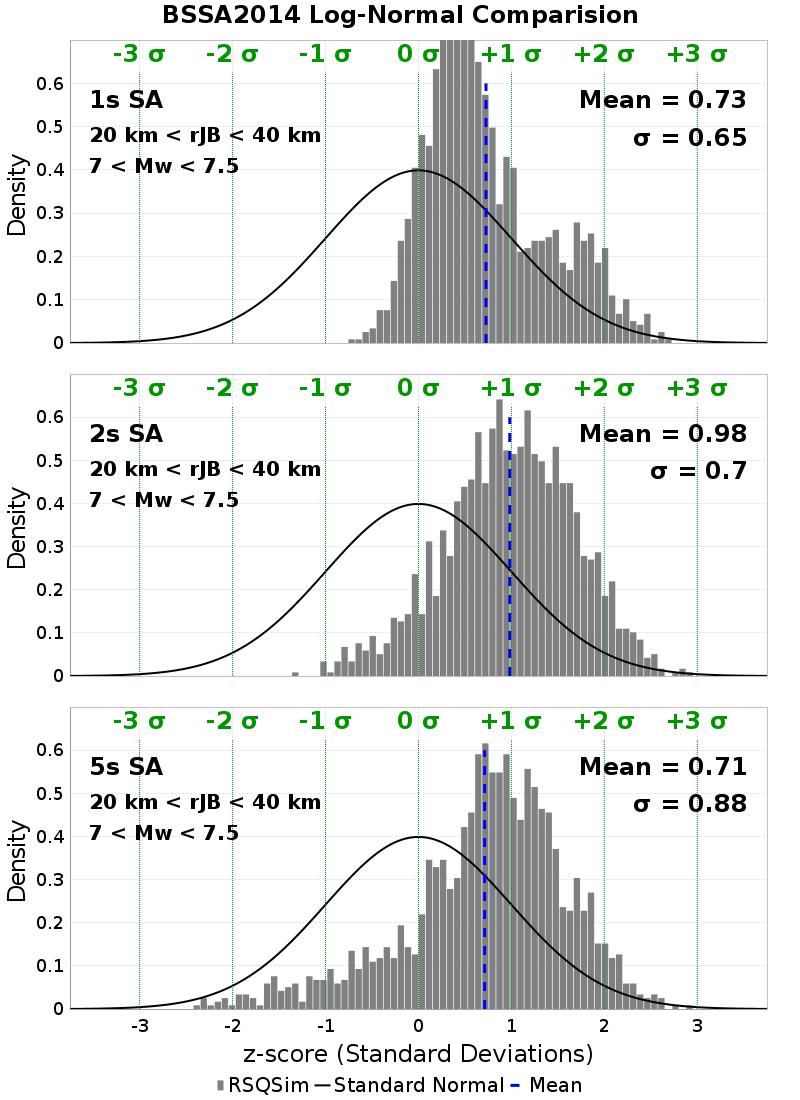 BSSA2014 Log-Normal Comparision
-3 σ -2 σ -1 σ 0 σ +1 σ +2 σ +3 σ
1s SA
20 km < rJB < 40 km
7 < Mw < 7.5
Mean = 0.73
σ = 0.65
Density
0.6
0.5
0.4
0.3
0.2
0.1
0
-3 σ -2 σ -1 σ 0 σ +1 σ +2 σ +3 σ
2s SA
20 km < rJB < 40 km
7 < Mw < 7.5
Mean = 0.98
σ = 0.7
Density
0.6
0.5
0.4
0.3
0.2
0.1
0
-3 σ -2 σ -1 σ 0 σ +1 σ +2 σ +3 σ
5s SA
20 km < rJB < 40 km
7 < Mw < 7.5
Mean = 0.71
σ = 0.88
Density
0.6
0.5
0.4
0.3
0.2
0.1
0
-3 -2 -1 0 1 2 3
z-score (Standard Deviations)
RSQSim Standard Normal Mean